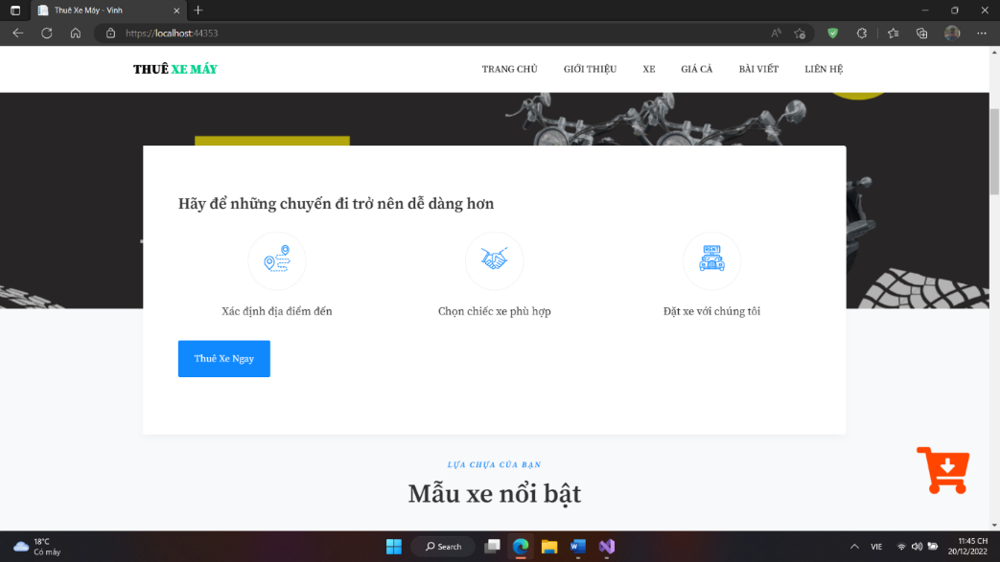 Thuê Xe Máy - Vinh
https://localhost:44353
THUÊ XE MÁY
TRANG CHỦ GIỚI THIỆU XE GIÁ CẢ BÀI VIẾT LIÊN HỆ
Hãy để những chuyến đi trở nên dễ dàng hơn
RENT
Xác định địa điểm đến Chọn chiếc xe phù hợp Đặt xe với chúng tôi
Thuê Xe Ngay
LỰA CHỰA CỦA BẠN
Mẫu xe nổi bật
18°C
Có mây
Search
VIE
11:45 CH
20/12/2022